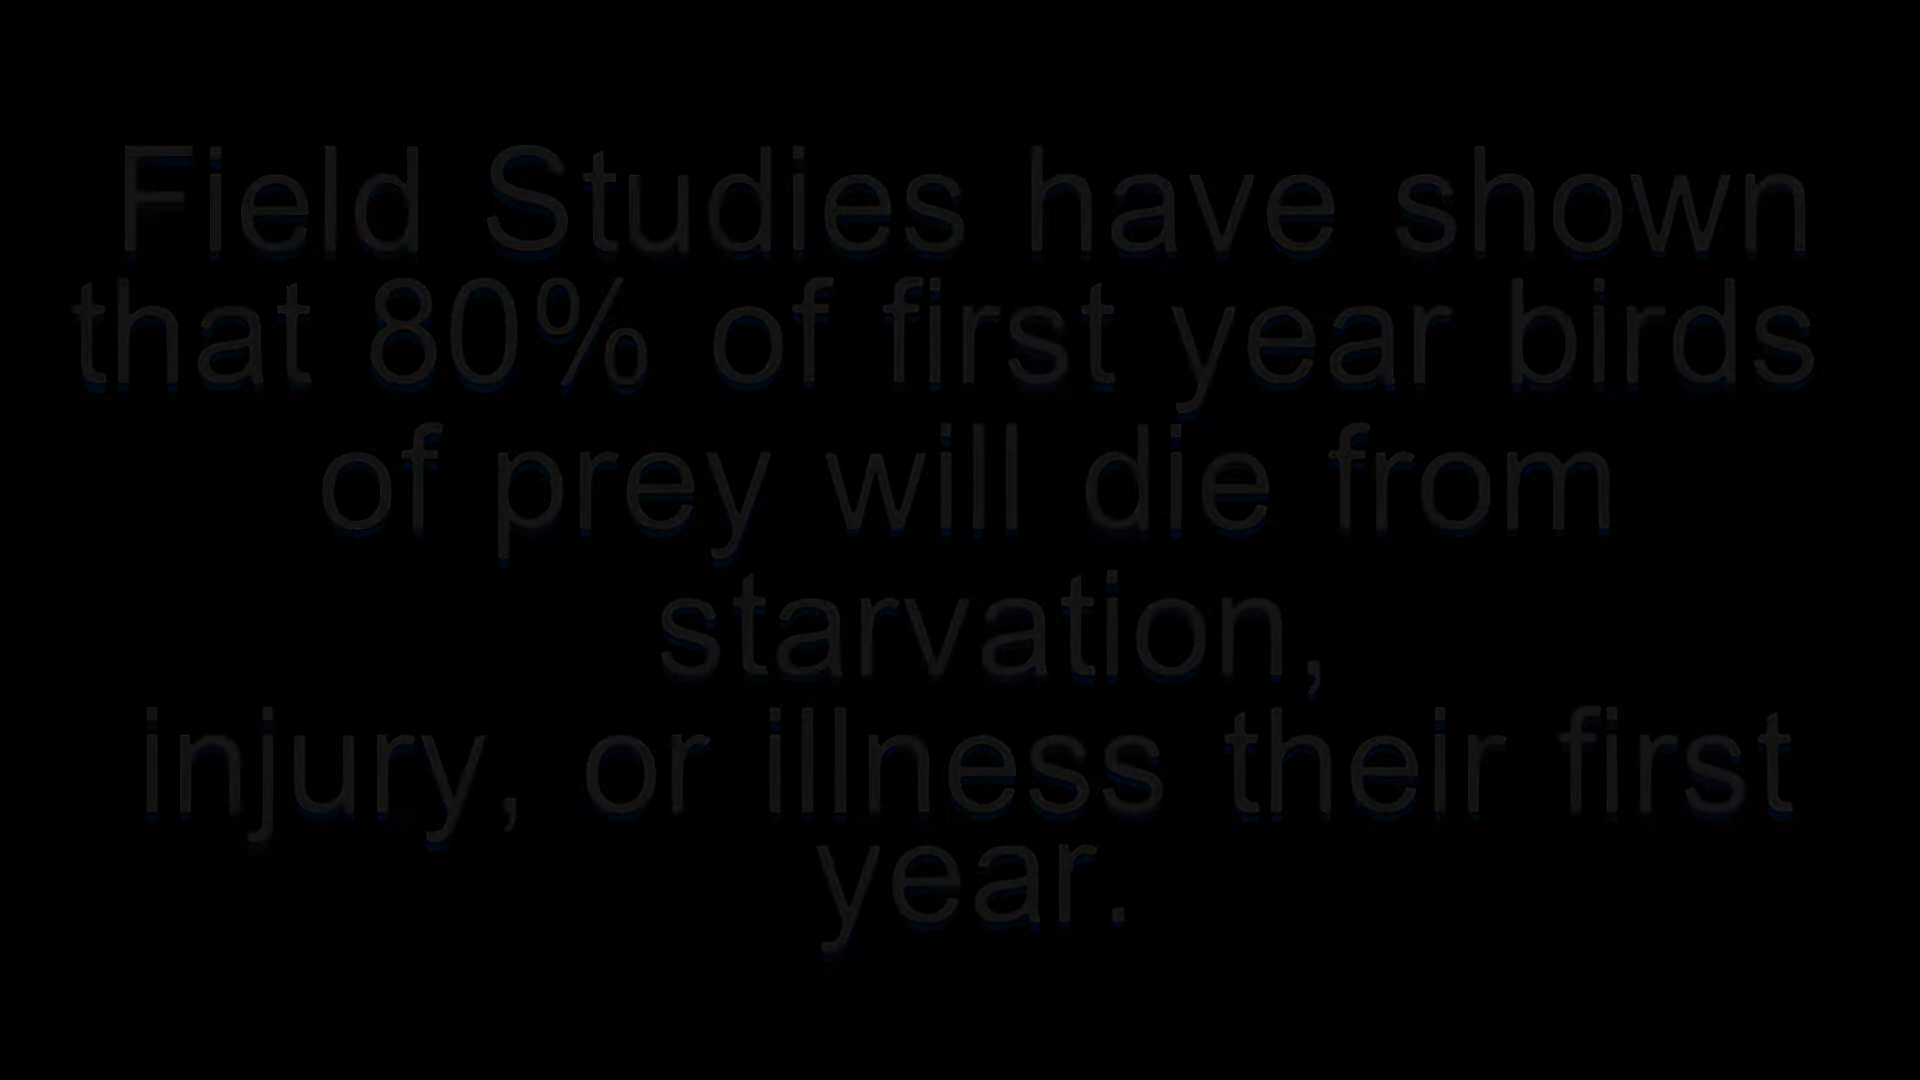 Field Studies have shown
that 80% of first year birds
of prey will die from
starvation,
injury, or illness their first
year.